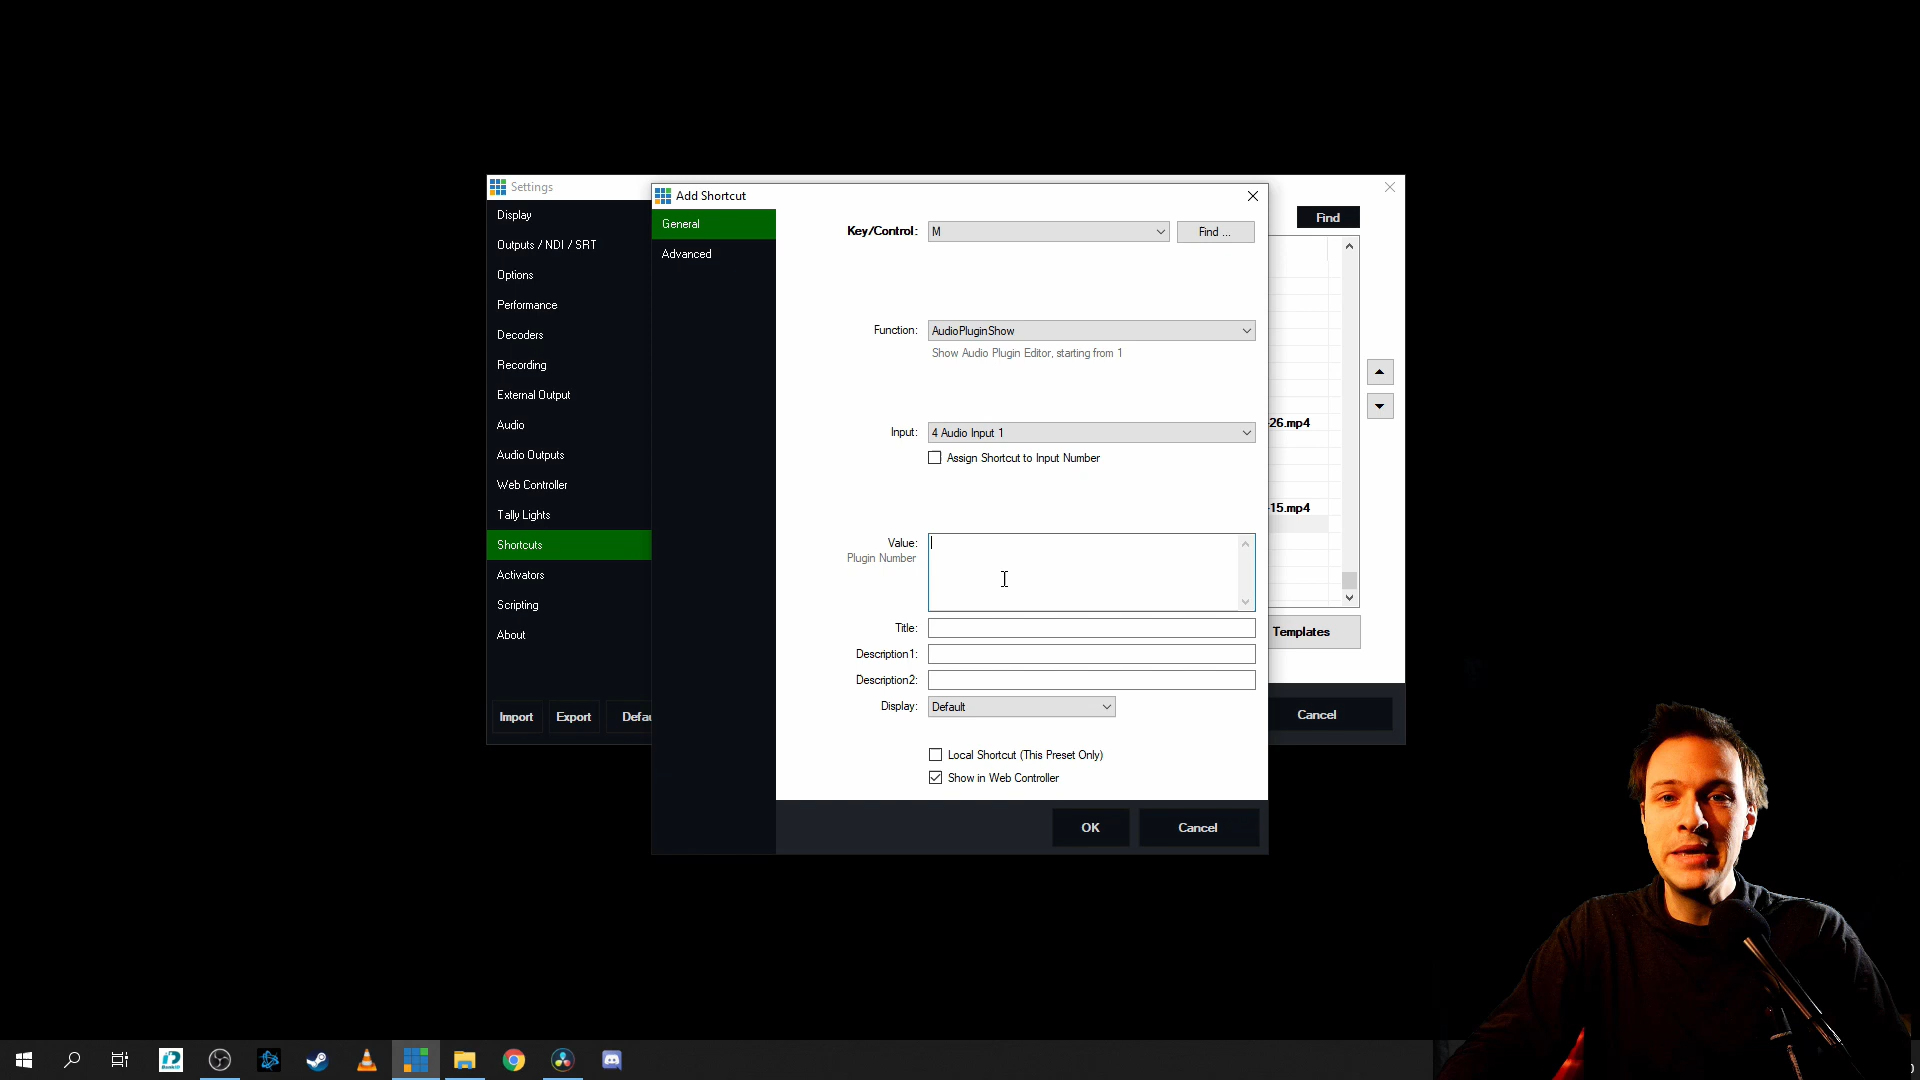 Settings
Display
Outputs / NDI / SRT
Options
Performance
Decoders
Recording
External Output
Audio
Audio Outputs
Web Controller
Tally Lights
Shortcuts
Activators
Scripting
About
Import
Export
Add Shortcut
General
Advanced
Key/Control:
M
Find ...
Function:
AudioPluginShow
Show Audio Plugin Editor, starting from 1
Input:
4 Audio Input 1
Assign Shortcut to Input Number
Value:
Plugin Number
Title:
Description1:
Description2:
Display:
Default
Local Shortcut (This Preset Only)
Show in Web Controller
OK
Cancel
Find
26.mp4
-15.mp4
Templates
Cancel